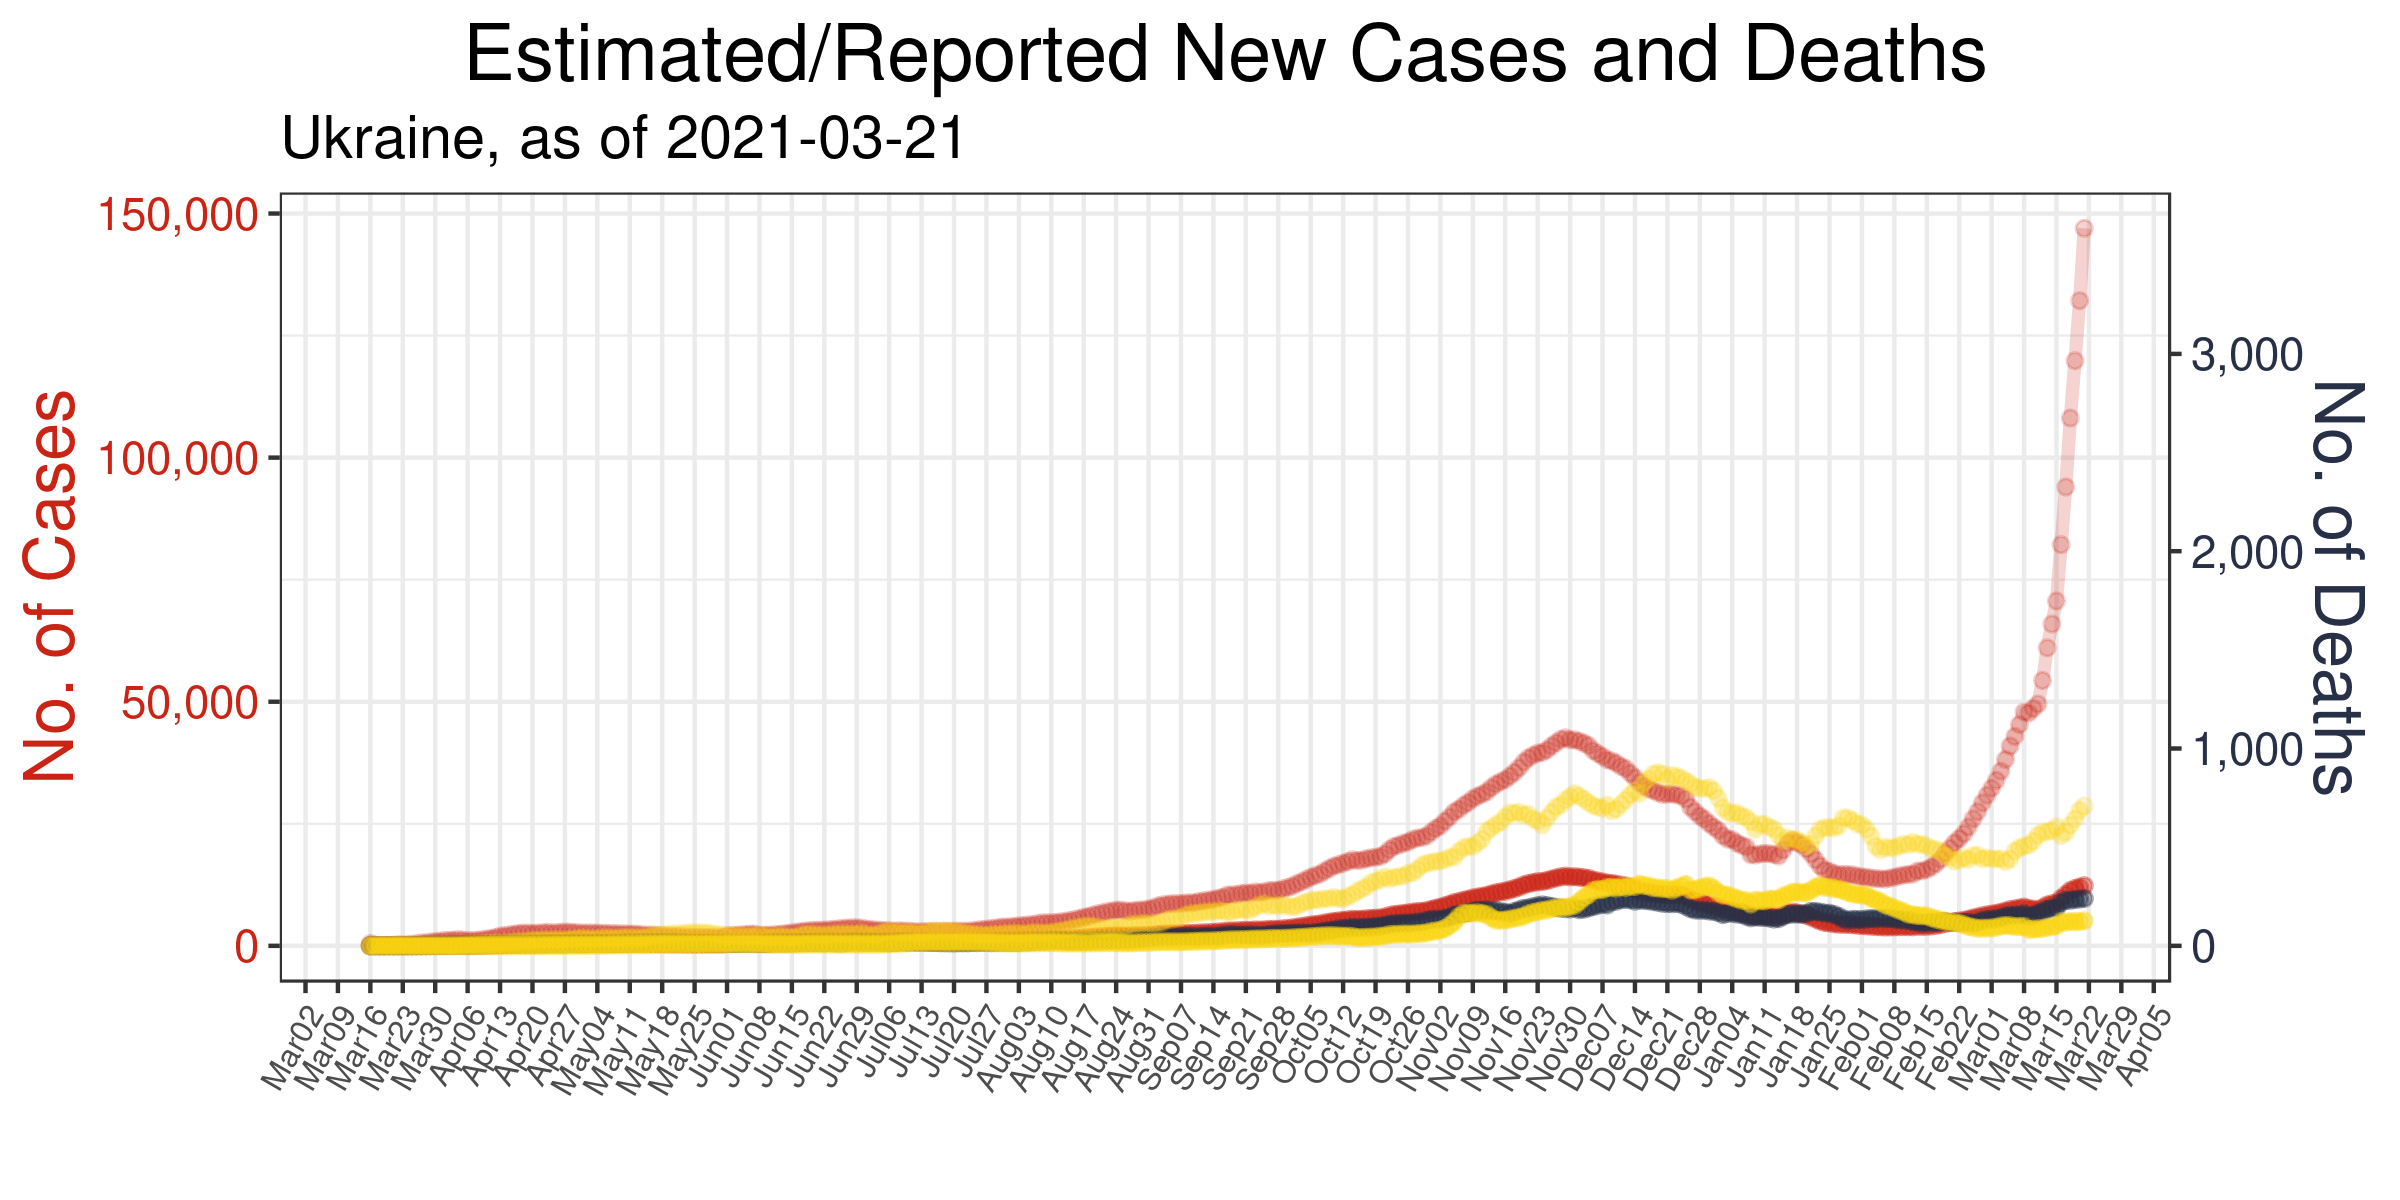 Estimated/Reported New Cases and Deaths
Ukraine, as of 2021-03-21
No. of Cases
150,000
100,000
50,000
0
3,000
2,000
1,000
0
No. of Deaths
Mar02
Mar09
Mar16
Mar23
Mar30
Apr06
Apr13
Apr20
Apr27
May04
May11
May18
May25
Jun01
Jun08
Jun15
Jun22
Jun29
Jul06
Jul13
Jul20
Jul27
Aug03
Aug10
Aug17
Aug24
Aug31
Sep07
Sep14
Sep21
Sep28
Oct05
Oct12
Oct19
Oct26
Nov02
Nov09
Nov16
Nov23
Nov30
Dec07
Dec14
Dec21
Dec28
Jan04
Jan11
Jan18
Jan25
Feb01
Feb08
Feb15
Feb22
Mar01
Mar08
Mar15
Mar22
Mar29
Apr05